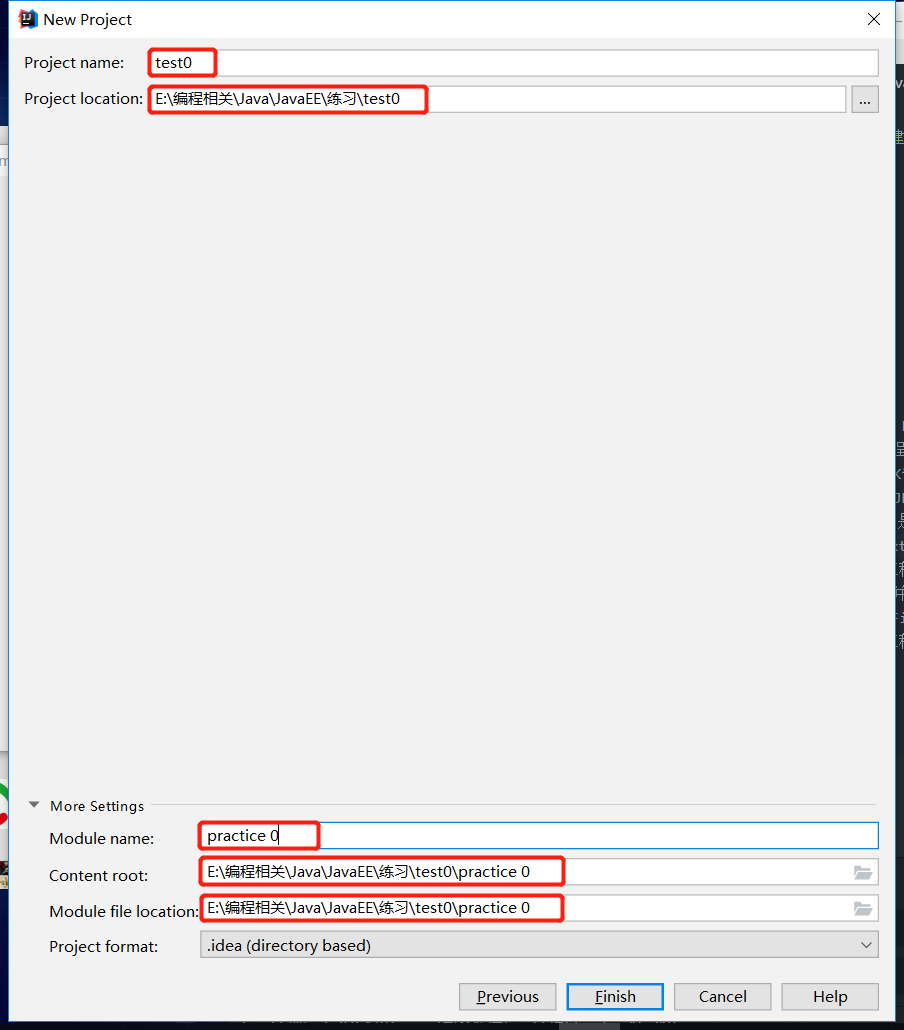 New Project
Project name: test0
Project location: E:\编程相关\Java\JavaEE\练习\test0 ...
More Settings
Module name: practice 0
Content root: E:\编程相关\Java\JavaEE\练习\test0\practice 0
Module file location: E:\编程相关\Java\JavaEE\练习\test0\practice 0
Project format: .idea (directory based)
Previous Finish Cancel Help